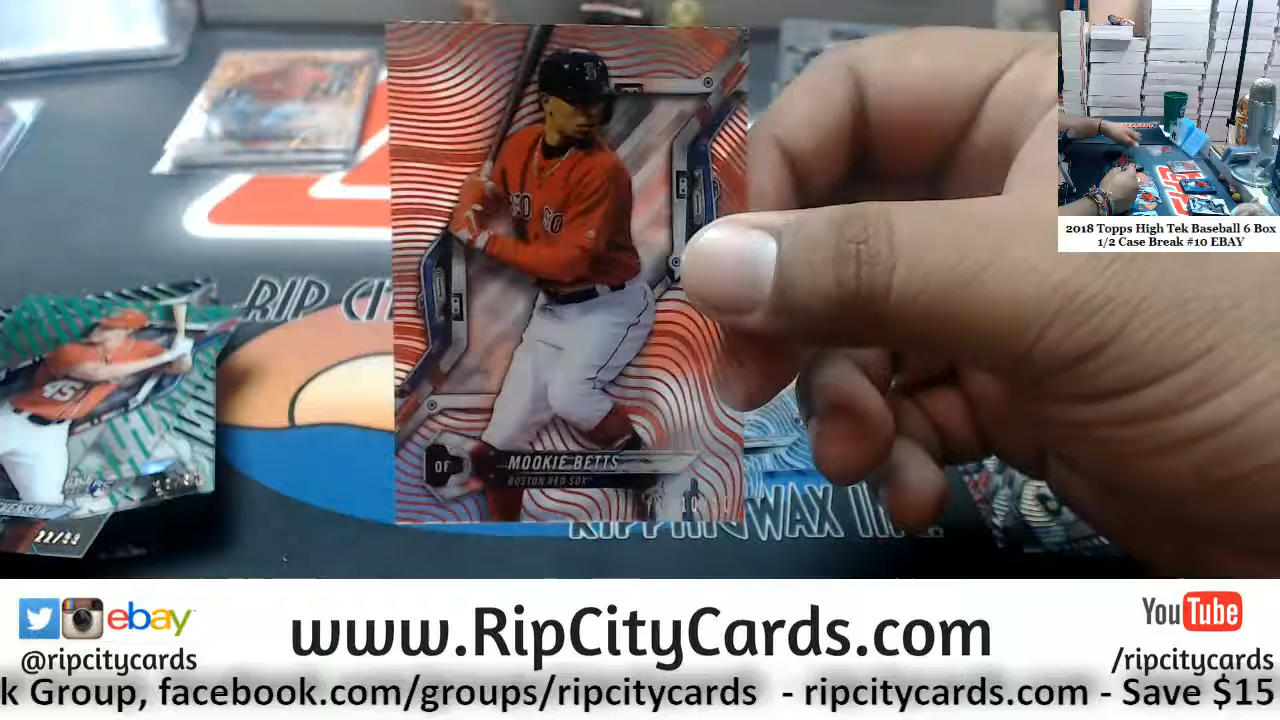 2018 Topps High Tek Baseball 6 Box
1/2 Case Break #10 EBAY
RIP CIT
45
OF
MOOKIE BETTS
BOSTON RED SOX
22/99
ebay
www.RipCityCards.com
YouTube
@ripcitycards
/ripcitycards
k Group, facebook.com/groups/ripcitycards - ripcitycards.com - Save $15